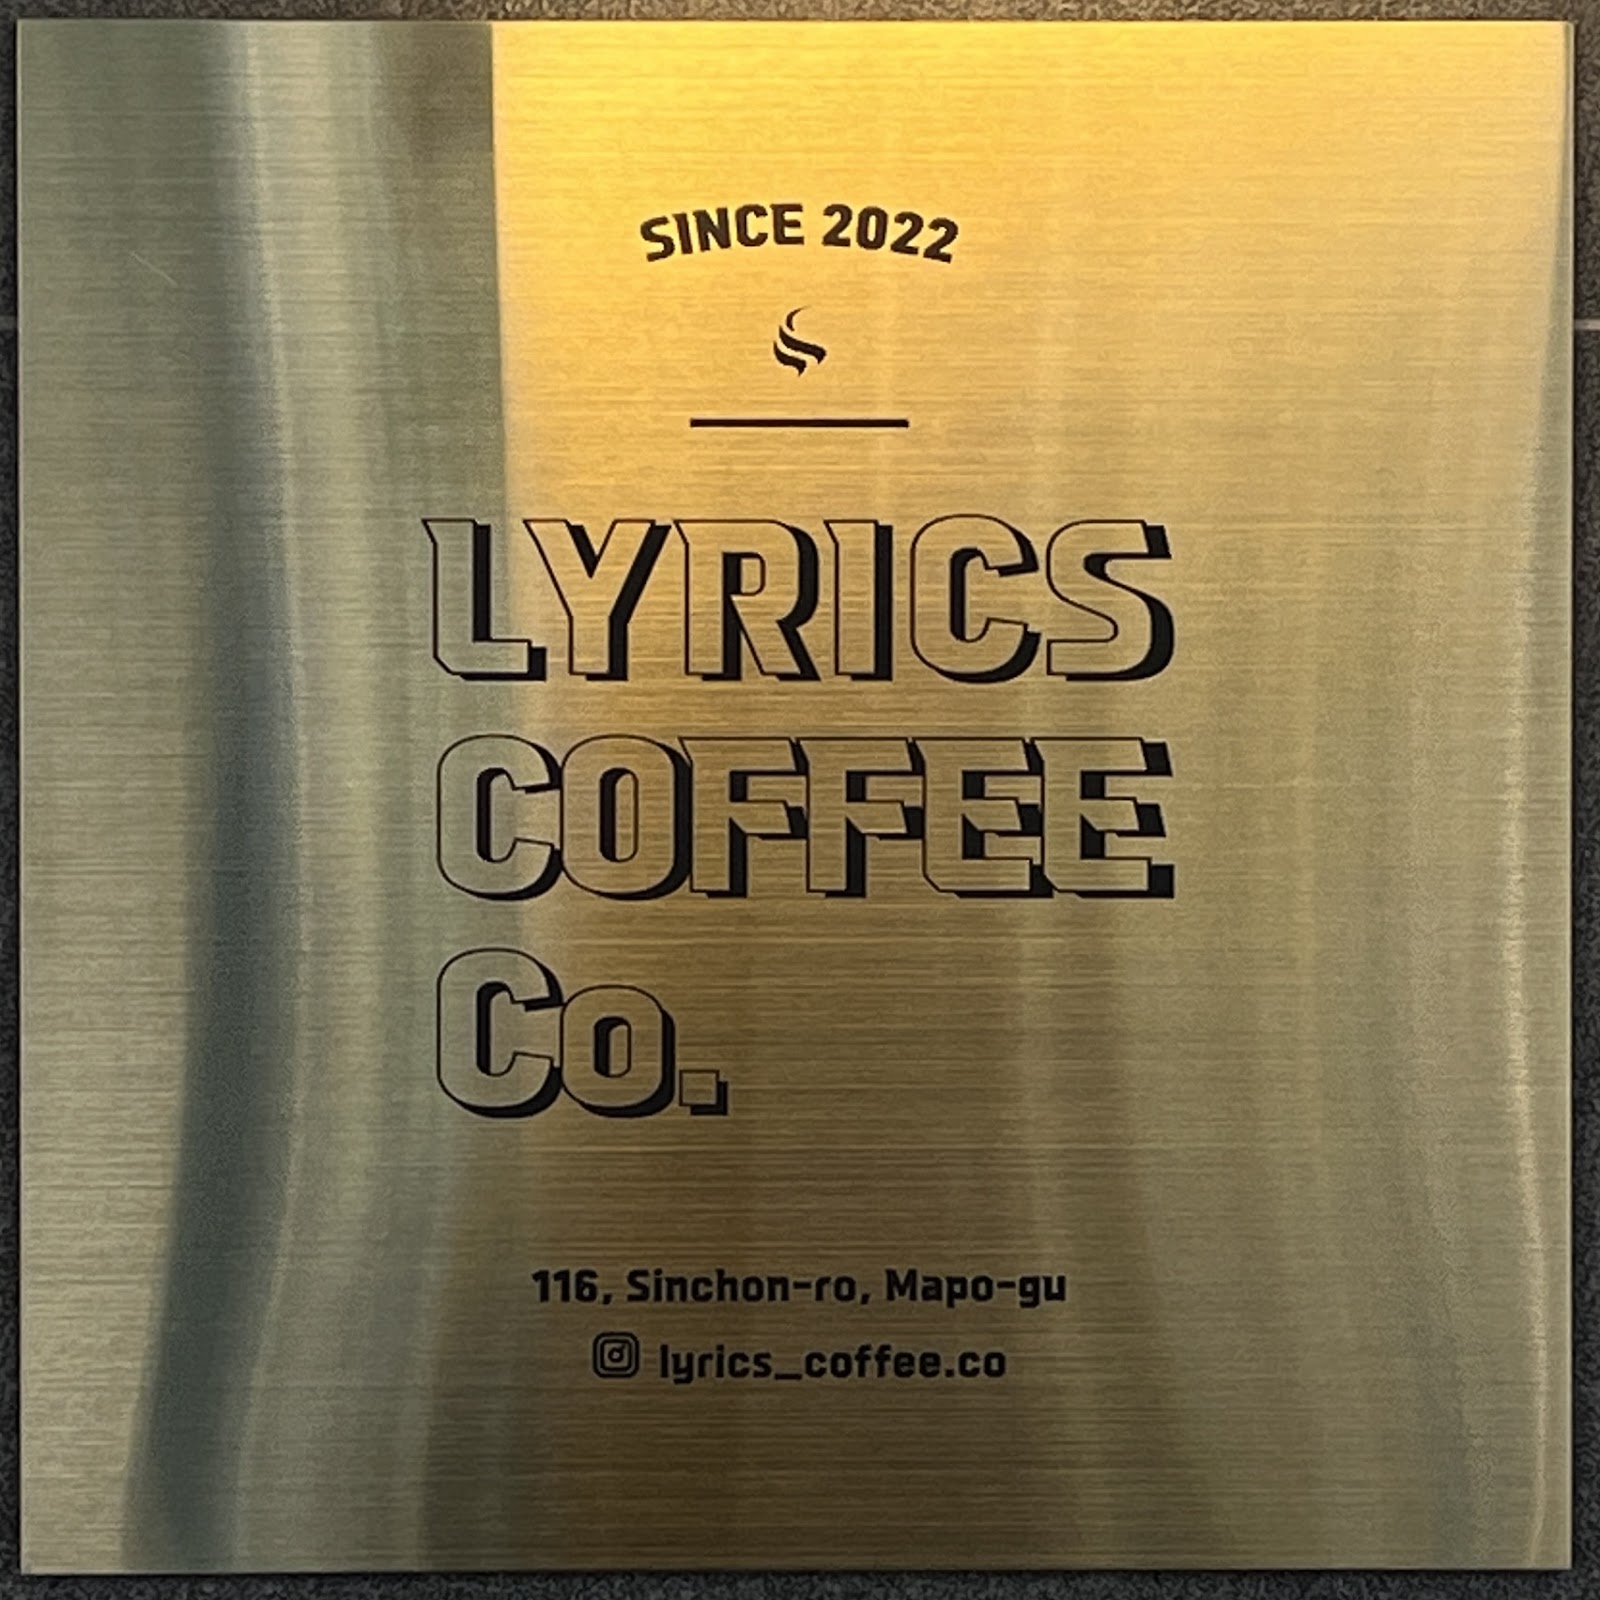 SINCE 2022
LYRICS
COFFEE
Co.
116, Sinchon-ro, Mapo-gu
lyrics_coffee.co